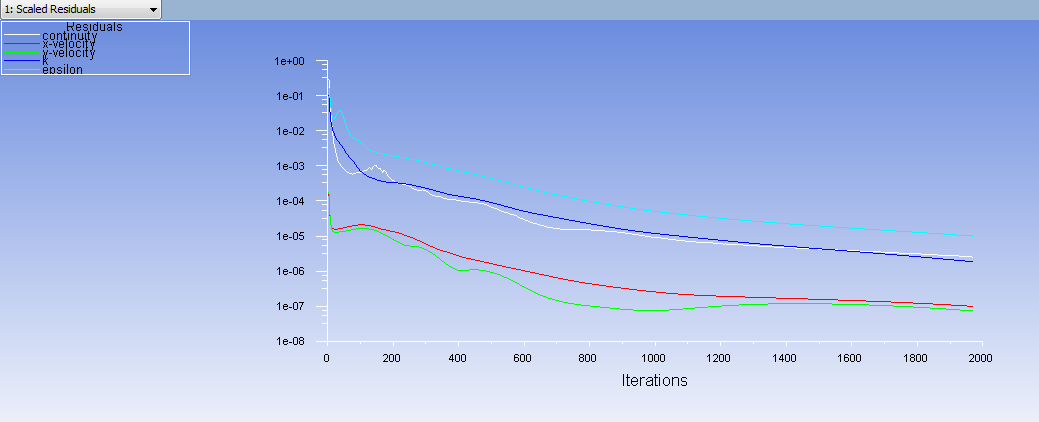 1: Scaled Residuals
Residuals
continuity
x-velocity
y-velocity
k
epsilon
1e+00
1e-01
1e-02
1e-03
1e-04
1e-05
1e-06
1e-07
1e-08
0 200 400 600 800 1000 1200 1400 1600 1800 2000
Iterations